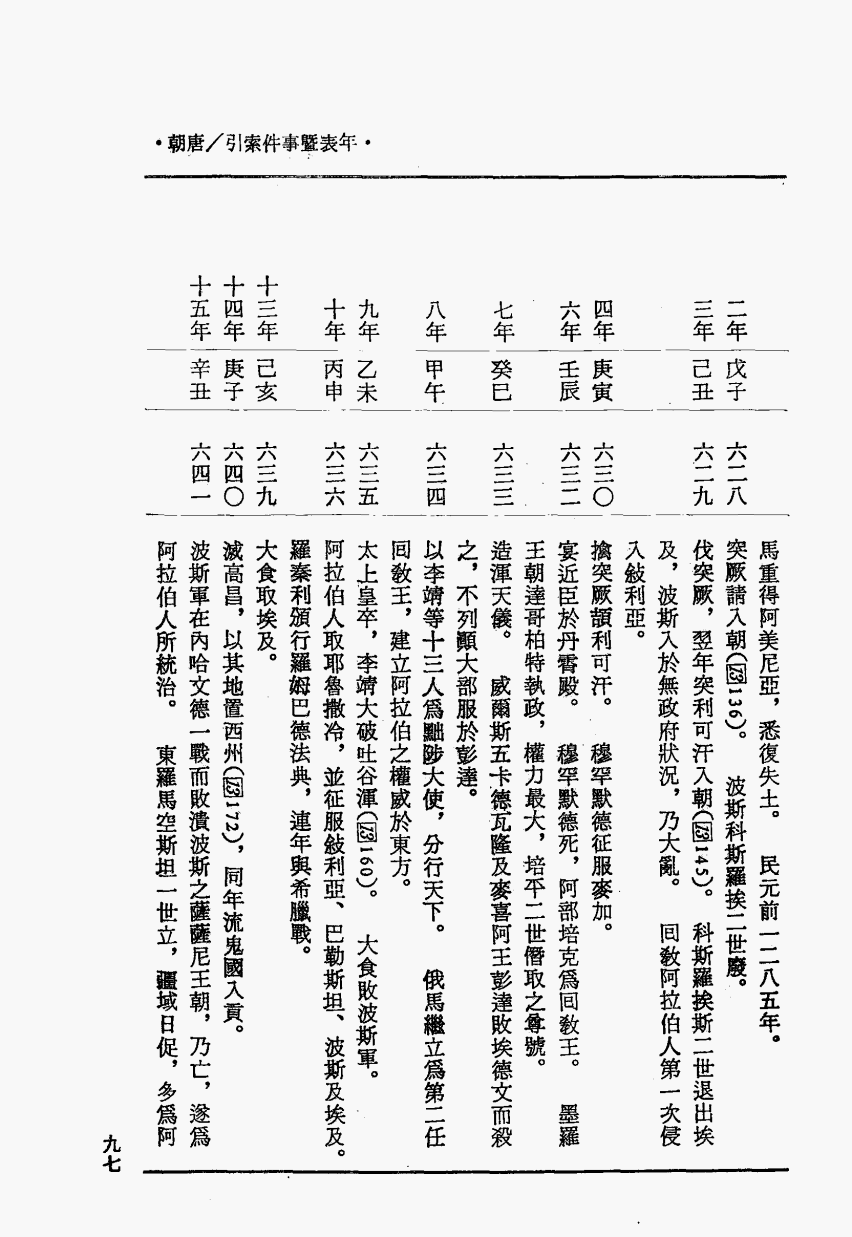 ·朝唐／引索件事暨表年·
馬重得阿美尼亞，悉復失土。　民元前一二八五年。
二年　戊子　六二八　突厥請入朝(136)。　波斯科斯羅挨二世廢。
三年　己丑　六二九　伐突厥，翌年突利可汗入朝(145)。　科斯羅挨斯二世退出埃
及，波斯入於無政府狀況，乃大亂。　回敎阿拉伯人第一次侵
入敍利亞。
四年　庚寅　六三〇　擒突厥頡利可汗。　穆罕默德征服麥加。
六年　壬辰　六三二　宴近臣於丹霄殿。　穆罕默德死，阿部培克爲回敎王。　墨羅
王朝達哥柏特執政，權力最大，培平二世僭取之尊號。
七年　癸巳　六三三　造渾天儀。　威爾斯五卡德瓦隆及麥喜阿王彭達敗埃德文而殺
之，不列顚大部服於彭達。
八年　甲午　六三四　以李靖等十三人爲黜陟大使，分行天下。　俄馬繼立爲第二任
回敎王，建立阿拉伯之權威於東方。
九年　乙未　六三五　太上皇卒，李靖大破吐谷渾(160)。　大食敗波斯軍。
十年　丙申　六三六　阿拉伯人取耶魯撒冷，並征服敍利亞、巴勒斯坦、波斯及埃及。
羅秦利頒行羅姆巴德法典，連年與希臘戰。
十三年　己亥　六三九　大食取埃及。
十四年　庚子　六四〇　滅高昌，以其地置西州(172)，同年流鬼國入貢。
十五年　辛丑　六四一　波斯軍在內哈文德一戰而敗潰波斯之薩薩尼王朝，乃亡，遂爲
阿拉伯人所統治。　東羅馬空斯坦一世立，疆域日促，多爲阿
九七